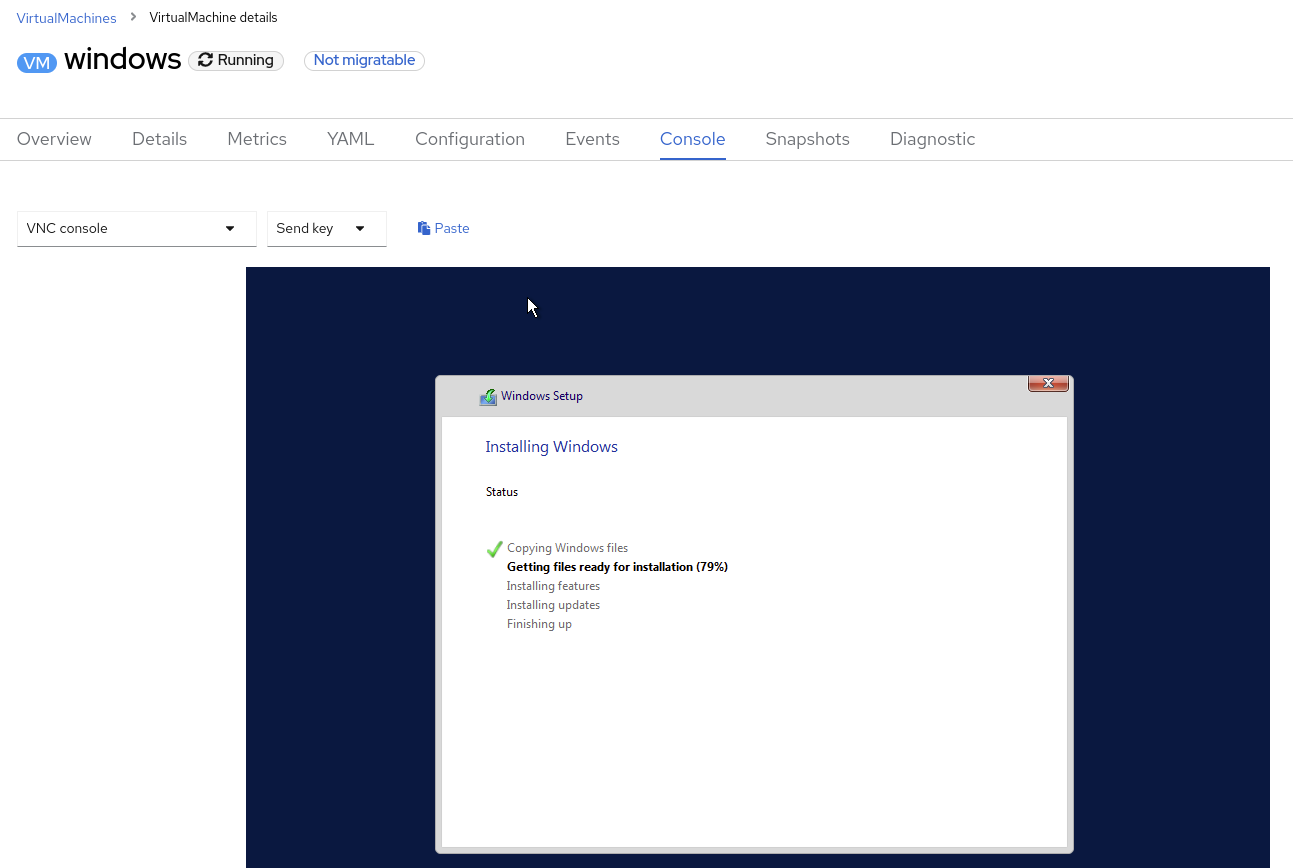 VirtualMachines > VirtualMachine details
VM windows Running Not migratable
Overview Details Metrics YAML Configuration Events Console Snapshots Diagnostic
VNC console Send key Paste
Windows Setup
Installing Windows
Status
Copying Windows files
Getting files ready for installation (79%)
Installing features
Installing updates
Finishing up